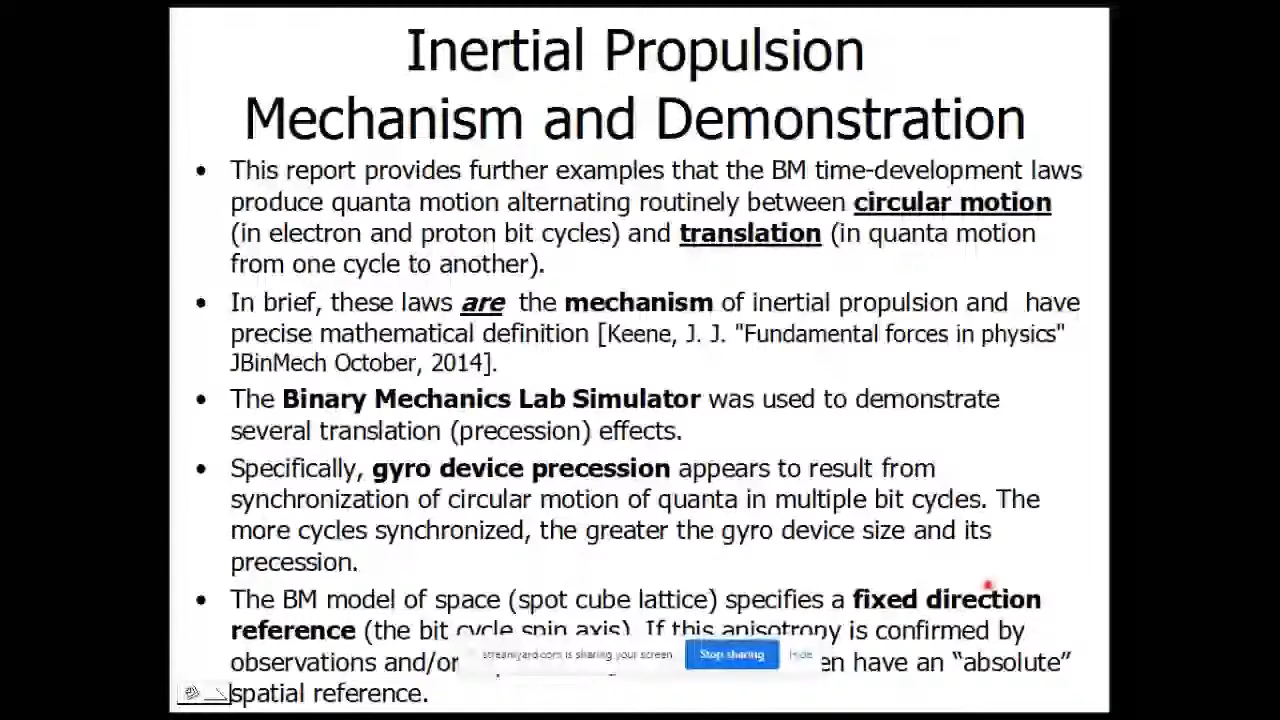 Inertial Propulsion
Mechanism and Demonstration
• This report provides further examples that the BM time-development laws
produce quanta motion alternating routinely between circular motion
(in electron and proton bit cycles) and translation (in quanta motion
from one cycle to another).
• In brief, these laws are the mechanism of inertial propulsion and have
precise mathematical definition [Keene, J. J. "Fundamental forces in physics"
JBinMech October, 2014].
• The Binary Mechanics Lab Simulator was used to demonstrate
several translation (precession) effects.
• Specifically, gyro device precession appears to result from
synchronization of circular motion of quanta in multiple bit cycles. The
more cycles synchronized, the greater the gyro device size and its
precession.
• The BM model of space (spot cube lattice) specifies a fixed direction
reference (the bit cycle spin axis). If this anisotropy is confirmed by
streamyard.com is sharing your screen Stop sharing Hide
observations and/or en have an “absolute”
spatial reference.